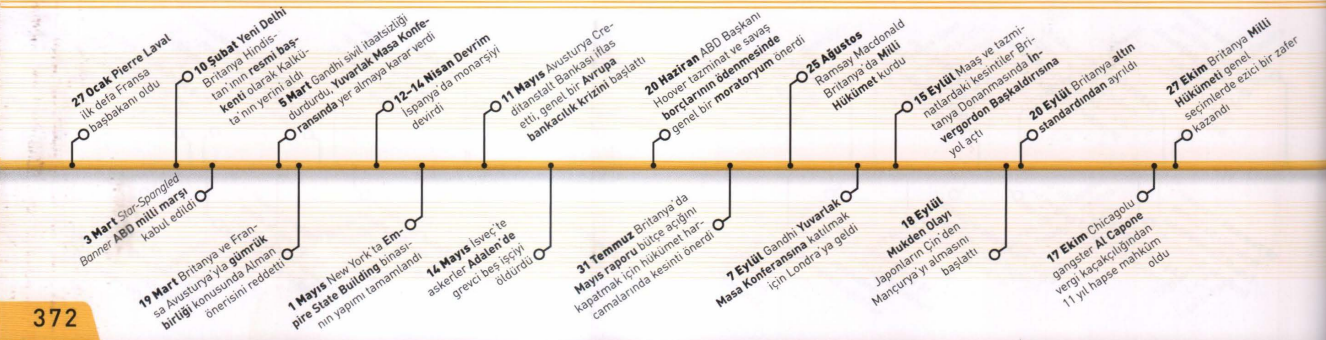 27 Ocak Pierre Laval
ilk defa Fransa
başbakanı oldu
10 Şubat Yeni Delhi
Britanya Hindis-
tan'ının resmi baş-
kenti olarak Kalkü-
ta'nın yerini aldı
5 Mart Gandhi sivil itaatsizliği
durdurdu, Yuvarlak Masa Konfe-
ransında yer almaya karar verdi
12-14 Nisan Devrim
İspanya'da monarşiyi
devirdi
11 Mayıs Avusturya Cre-
ditanstalt Bankası iflas
etti, genel bir Avrupa
bankacılık krizini başlattı
20 Haziran ABD Başkanı
Hoover tazminat ve savaş
borçlarının ödenmesinde
genel bir moratoryum önerdi
25 Ağustos
Ramsay Macdonald
Britanya'da Milli
Hükümet kurdu
15 Eylül Maaş ve tazmi-
natlardaki kesintiler Bri-
tanya Donanmasında In-
vergordon Başkaldırısına
yol açtı
20 Eylül Britanya altın
standardından ayrıldı
27 Ekim Britanya Milli
Hükümeti genel
seçimlerde ezici bir zafer
kazandı
3 Mart Star-Spangled
Banner ABD milli marşı
kabul edildi
19 Mart Britanya ve Fran-
sa Avusturya'yla gümrük
birliği konusunda Alman
önerisini reddetti
1 Mayıs New York'ta Em-
pire State Building binası-
nın yapımı tamamlandı
14 Mayıs İsveç'te
askerler Adalen'de
grevci beş işçiyi
öldürdü
31 Temmuz Britanya'da
Mayıs raporu bütçe açığını
kapatmak için hükümet har-
camalarında kesinti önerdi
7 Eylül Gandhi Yuvarlak
Masa Konferansına katılmak
için Londra'ya geldi
18 Eylül
Mukden Olayı
Japonların Çin'den
Mançurya'yı almasını
başlattı
17 Ekim Chicagolu
gangster Al Capone
vergi kaçakçılığından
11 yıl hapse mahkûm
oldu
372